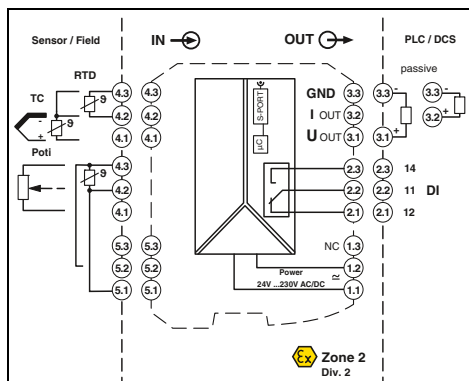 Sensor / Field IN OUT PLC / DCS
RTD 4.3 4.3 GND 3.3 3.3 - passive 3.3 -
TC ϑ 4.2 4.2 I OUT 3.2 3.2 +
- + ϑ 4.1 4.1 U OUT 3.1 3.1 +
S-PORT
µC
Poti
4.3 2.3 2.3 14
ϑ 4.2 2.2 2.2 11 DI
4.1 2.1 2.1 12
5.3 5.3 NC 1.3
5.2 5.2 Power ≃ 1.2
5.1 5.1 24V ...230V AC/DC 1.1
Ex Zone 2
Div. 2